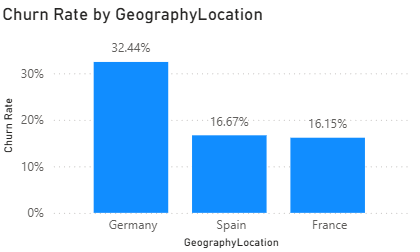 Churn Rate by GeographyLocation
32.44%
30%
20%
16.67%
16.15%
10%
0%
Churn Rate
Germany
Spain
France
GeographyLocation